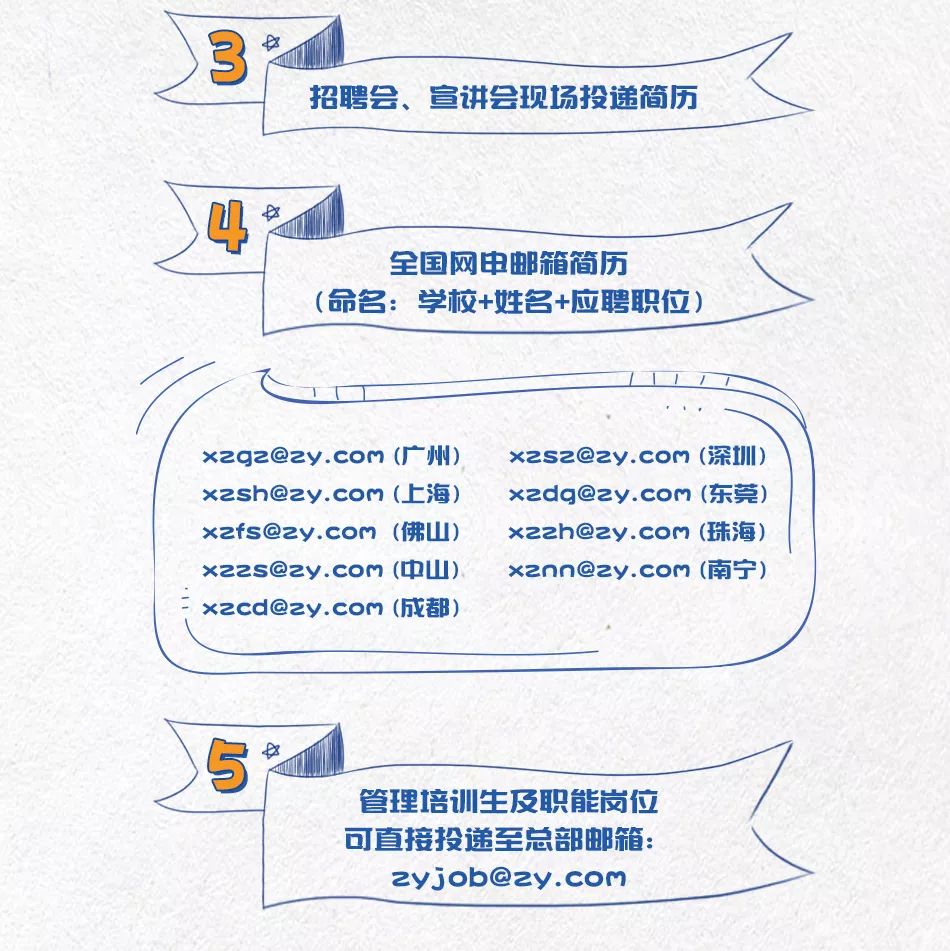 3
招聘会、宣讲会现场投递简历
4
全国网申邮箱简历
（命名：学校+姓名+应聘职位）
xzgz@zy.com (广州) xzsz@zy.com (深圳)
xzsh@zy.com (上海) xzdg@zy.com (东莞)
xzfs@zy.com (佛山) xzzh@zy.com (珠海)
xzzs@zy.com (中山) xznn@zy.com (南宁)
xzcd@zy.com (成都)
5
管理培训生及职能岗位
可直接投递至总部邮箱：
zyjob@zy.com